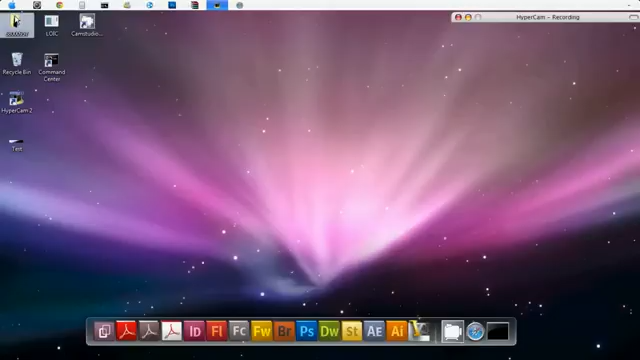 HyperCam – Recording
LOIC
Camstudio...
Recycle Bin
Command
Center
HyperCam 2
Test
Id
Fl
Fc
Fw
Br
Ps
Dw
St
AE
Ai